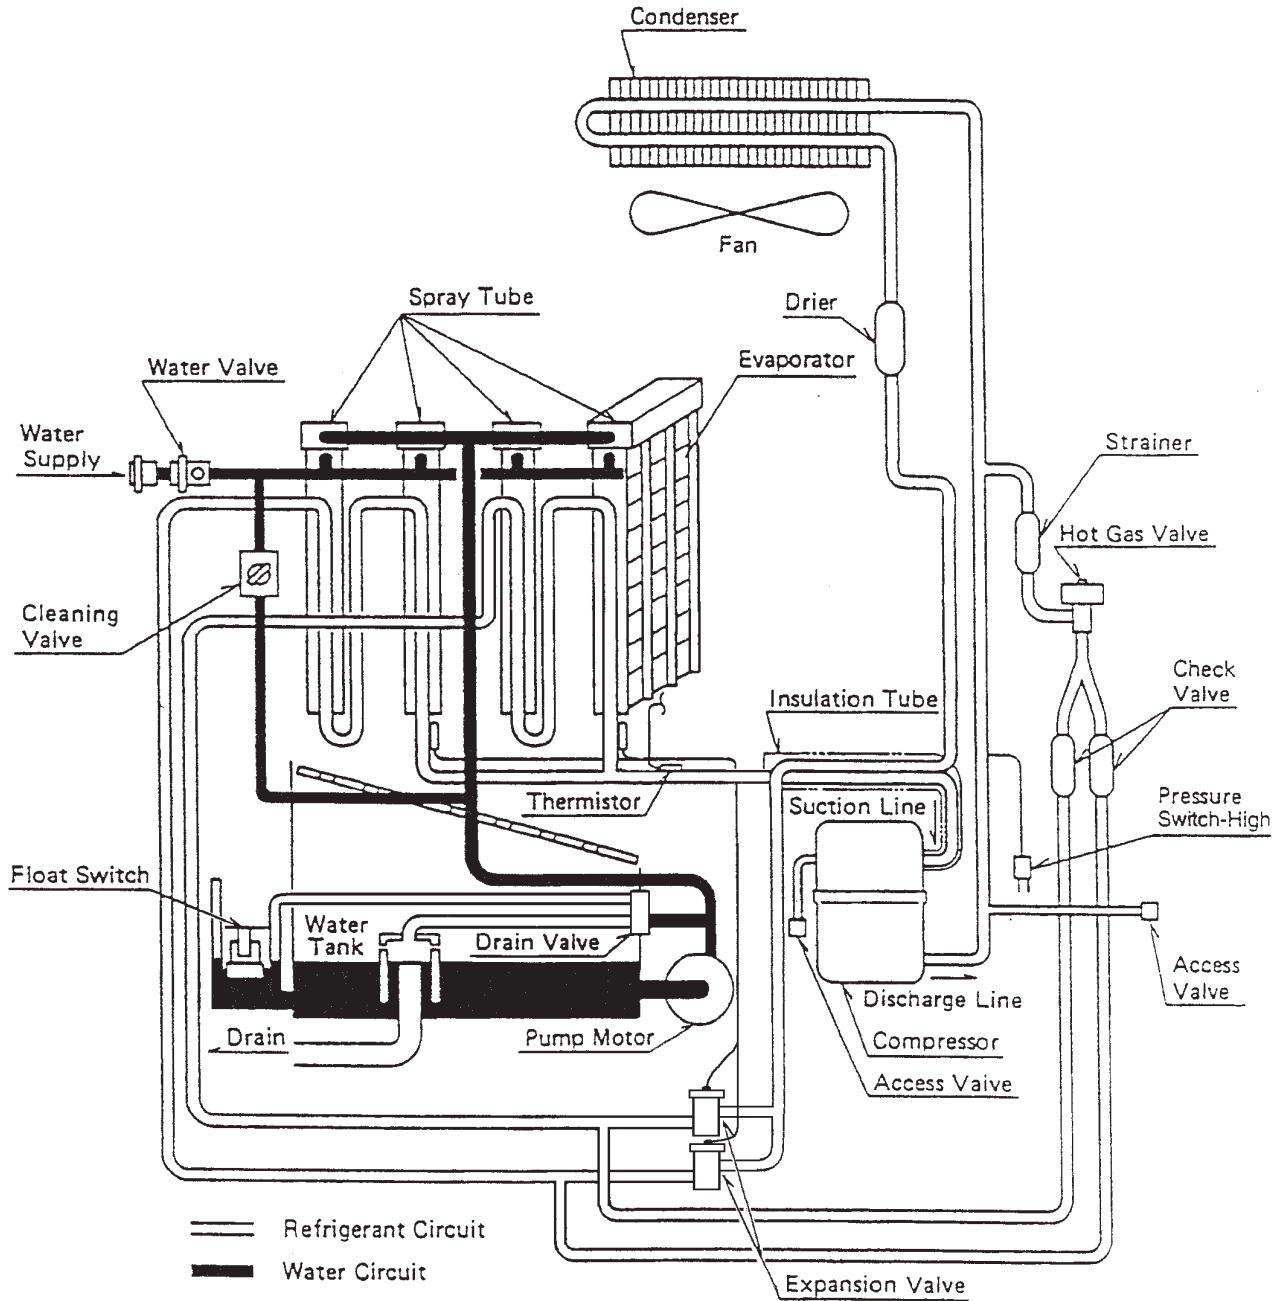 Condenser
Fan
Spray Tube
Drier
Water Valve
Evaporator
Water
Supply
Strainer
Hot Gas Valve
Cleaning
Valve
Check
Valve
Insulation Tube
Thermistor
Suction Line
Pressure
Switch-High
Float Switch
Water
Tank
Drain Valve
Access
Valve
Discharge Line
Drain
Pump Motor
Compressor
Access Valve
Refrigerant Circuit
Water Circuit
Expansion Valve